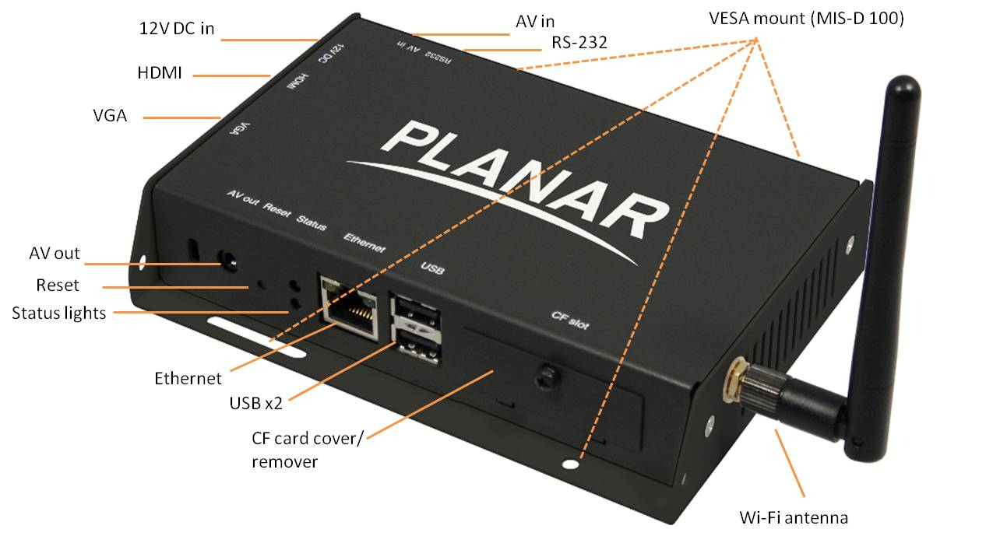 12V DC in
AV in
VESA mount (MIS-D 100)
RS-232
HDMI
VGA
12V DC
HDMI
VGA
AV in
RS232
PLANAR
AV out
Reset
Status
Ethernet
USB
CF slot
AV out
Reset
Status lights
Ethernet
USB x2
CF card cover/
remover
Wi-Fi antenna